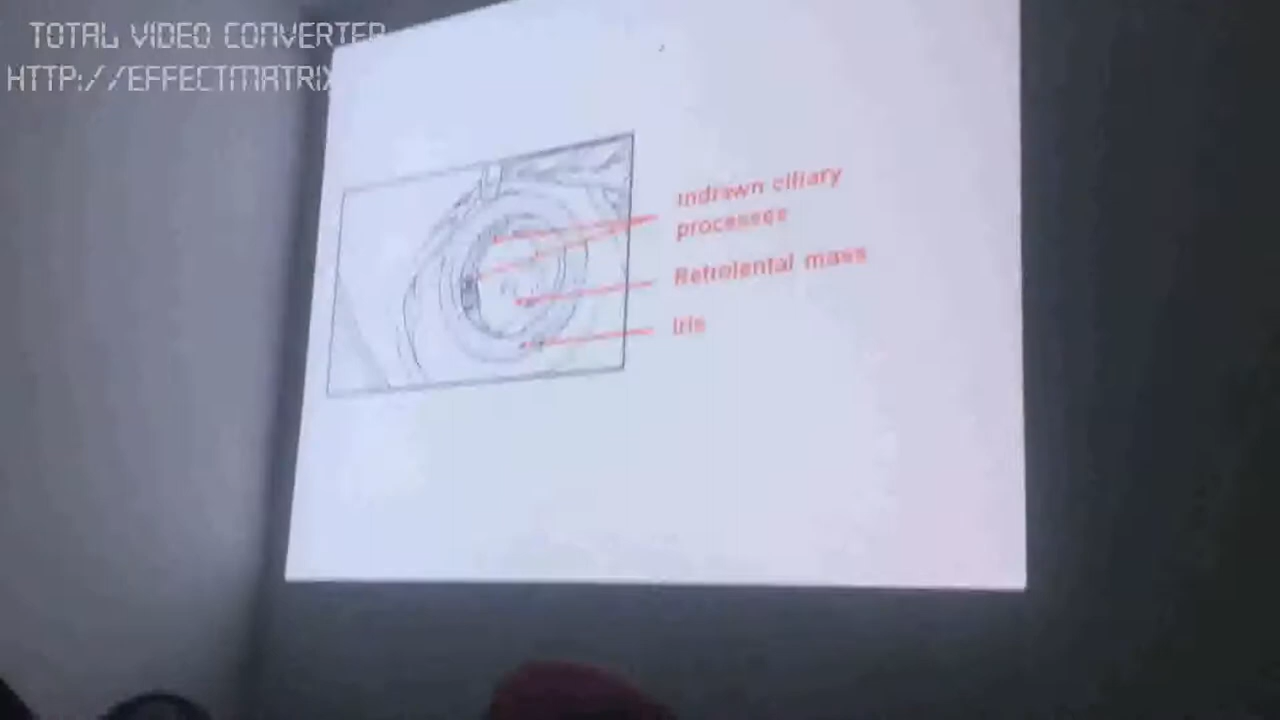 TOTAL VIDEO CONVERTER
HTTP://EFFECTMATRIX
Indrawn ciliary
processes
Retrolental mass
Iris